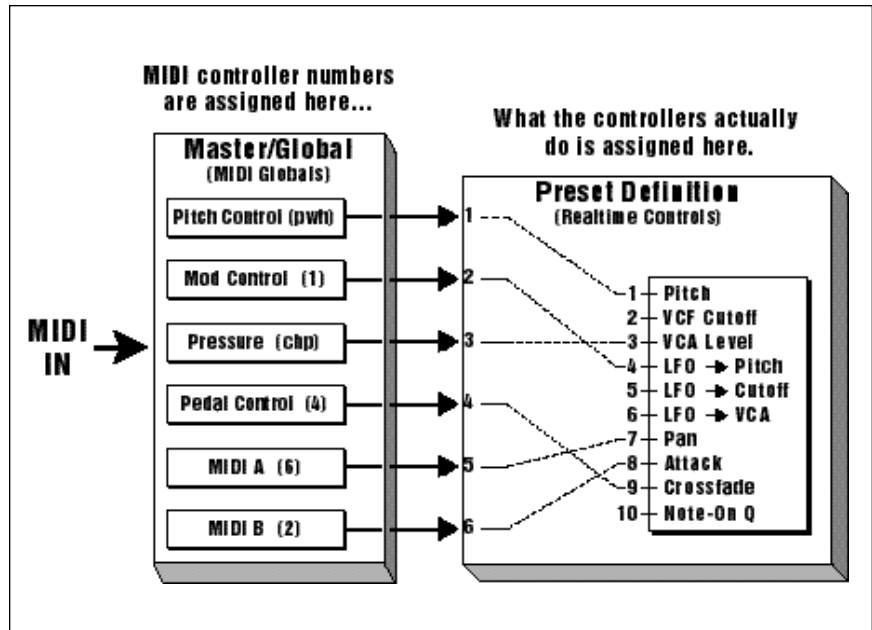 MIDI controller numbers
are assigned here...
What the controllers actually
do is assigned here.
MIDI
IN
Master/Global
(MIDI Globals)
Pitch Control (pwh)
Mod Control (1)
Pressure (chp)
Pedal Control (4)
MIDI A (6)
MIDI B (2)
Preset Definition
(Realtime Controls)
1
2
3
4
5
6
1 Pitch
2 VCF Cutoff
3 VCA Level
4 LFO → Pitch
5 LFO → Cutoff
6 LFO → VCA
7 Pan
8 Attack
9 Crossfade
10 Note-On Q